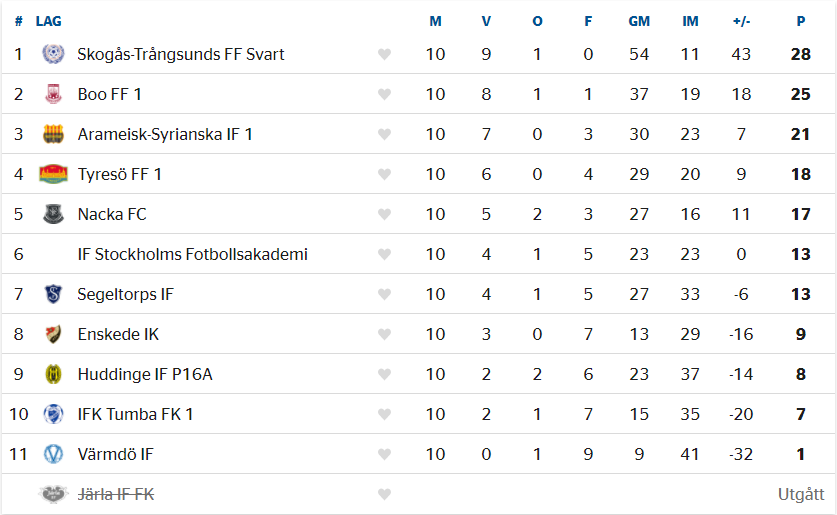 # LAG M V O F GM IM +/- P
1 Skogås-Trångsunds FF Svart 10 9 1 0 54 11 43 28
2 Boo FF 1 10 8 1 1 37 19 18 25
3 Arameisk-Syrianska IF 1 10 7 0 3 30 23 7 21
4 Tyresö FF 1 10 6 0 4 29 20 9 18
5 Nacka FC 10 5 2 3 27 16 11 17
6 IF Stockholms Fotbollsakademi 10 4 1 5 23 23 0 13
7 Segeltorps IF 10 4 1 5 27 33 -6 13
8 Enskede IK 10 3 0 7 13 29 -16 9
9 Huddinge IF P16A 10 2 2 6 23 37 -14 8
10 IFK Tumba FK 1 10 2 1 7 15 35 -20 7
11 Värmdö IF 10 0 1 9 9 41 -32 1
Järla IF FK Utgått